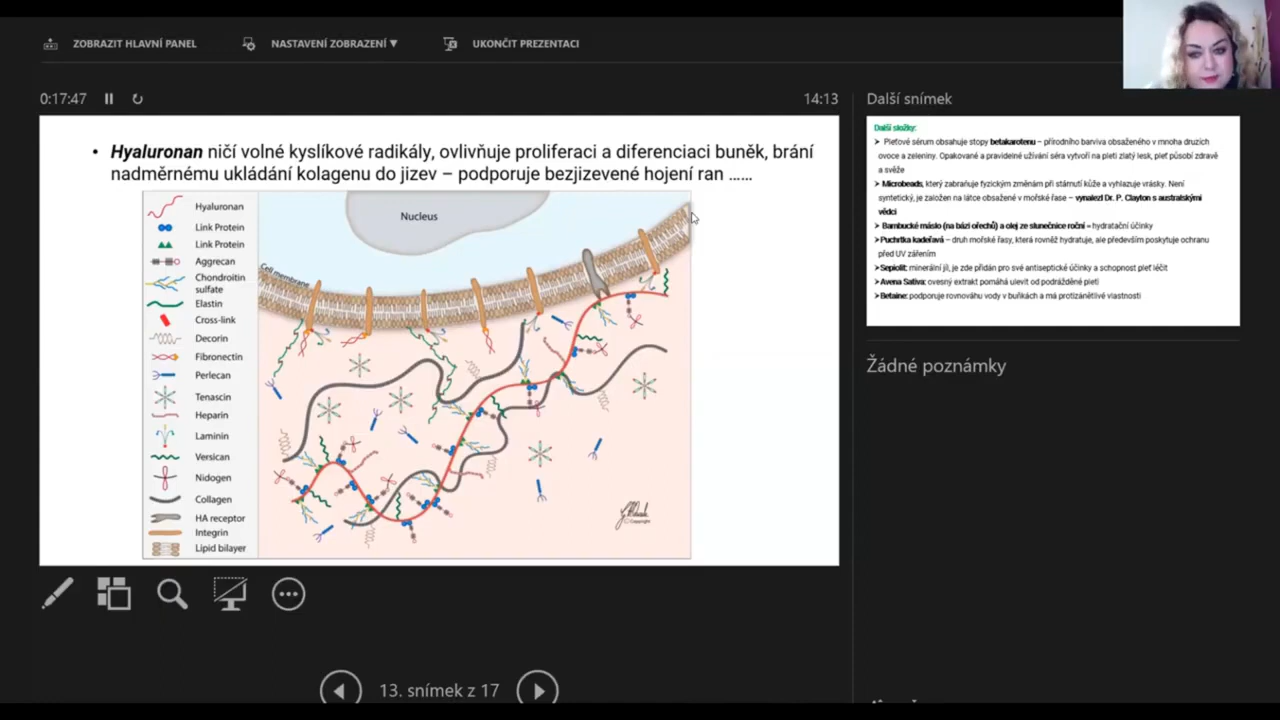 ZOBRAZIT HLAVNÍ PANEL
NASTAVENÍ ZOBRAZENÍ ▼
UKONČIT PREZENTACI
0:17:47
14:13
• Hyaluronan ničí volné kyslíkové radikály, ovlivňuje proliferaci a diferenciaci buněk, brání
nadměrnému ukládání kolagenu do jizev – podporuje bezjizevené hojení ran ......
Hyaluronan
Link Protein
Link Protein
Aggrecan
Chondroitin
sulfate
Elastin
Cross-link
Decorin
Fibronectin
Perlecan
Tenascin
Heparin
Laminin
Versican
Nidogen
Collagen
HA receptor
Integrin
Lipid bilayer
Nucleus
Cell membrane
© Copyright
13. snímek z 17
Další snímek
Další složky:
➤ Pleťové sérum obsahuje stopy betakarotenu – přírodního barviva obsaženého v mnoha druzích
ovoce a zeleniny. Opakované a pravidelné užívání séra vytvoří na pleti zlatý lesk, pleť působí zdravě
a svěže
➤ Microbeads, který zabraňuje fyzickým změnám při stárnutí kůže a vyhlazuje vrásky. Není
syntetický, je založen na látce obsažené v mořské řase – vynalezl Dr. P. Clayton s australskými
vědci
➤ Bambucké máslo (na bázi ořechů) a olej ze slunečnice roční = hydratační účinky
➤ Puchrtka kadeřavá – druh mořské řasy, která rovněž hydratuje, ale především poskytuje ochranu
před UV zářením
➤ Sepiolit: minerální jíl, je zde přidán pro své antiseptické účinky a schopnost pleť léčit
➤ Avena Sativa: ovesný extrakt pomáhá ulevit od podrážděné pleti
➤ Betaine: podporuje rovnováhu vody v buňkách a má protizánětlivé vlastnosti
Žádné poznámky